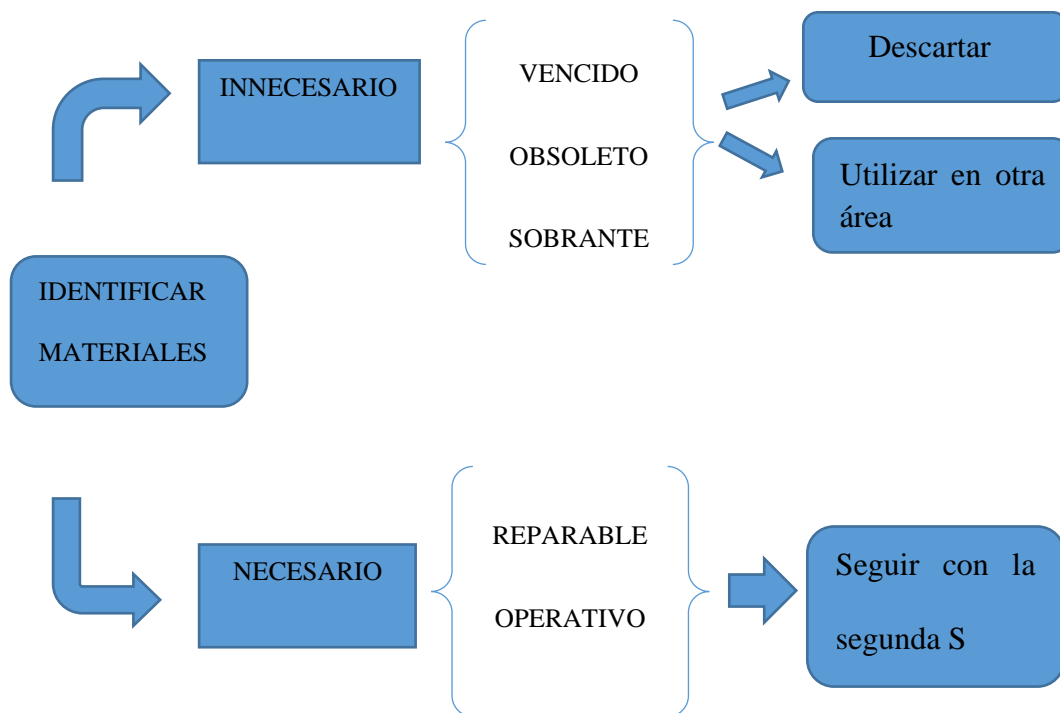 INNECESARIO
VENCIDO
OBSOLETO
SOBRANTE
Descartar
Utilizar en otra
área
IDENTIFICAR
MATERIALES
NECESARIO
REPARABLE
OPERATIVO
Seguir con la
segunda S